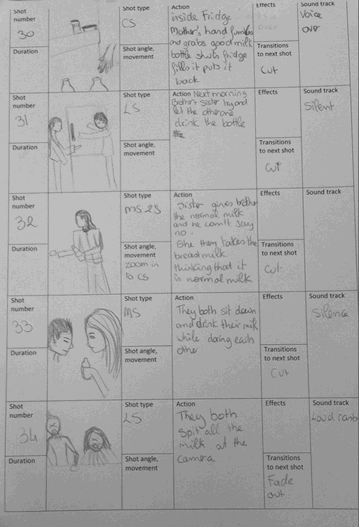 Shot number
30
Duration
Shot type
CS
Shot angle, movement
Action
inside Fridge
Mother's hand fumbles
and grabs good milk
bottle shuts fridge
fills it puts it
back
Effects
Transitions to next shot
Cut
Sound track
Voice
over
Shot number
31
Duration
Shot type
LS
Shot angle, movement
Action Next morning
Brother sister try and
let the other one
drink the bottle
Effects
Transitions to next shot
Cut
Sound track
Silent
Shot number
32
Duration
Shot type
MS 2S
Shot angle, movement
zoom in
to CS
Action
Sister gives brother
the normal milk
and he can't say
no.
She then takes the
bread milk
thinking that it
is normal milk
Effects
Transitions to next shot
Cut
Sound track
Shot number
33
Duration
Shot type
MS
Shot angle, movement
Action
They both sit down
and drink their milk
while daring each
other
Effects
Transitions to next shot
Cut
Sound track
Silence
Shot number
34
Duration
Shot type
LS
Shot angle, movement
Action
They both
spit all the
milk at the
camera
Effects
Transitions to next shot
Fade
out
Sound track
Loud